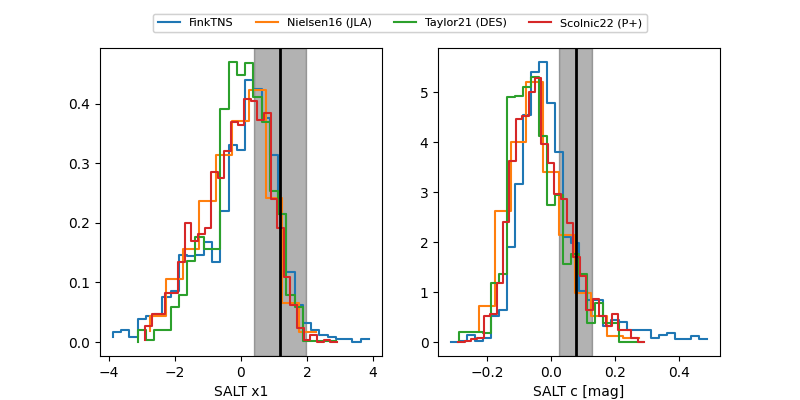 FinkTNS Nielsen16 (JLA) Taylor21 (DES) Scolnic22 (P+)
0.4
0.3
0.2
0.1
0.0
−4 −2 0 2 4
SALT x1
5
4
3
2
1
0
−0.2 0.0 0.2 0.4
SALT c [mag]